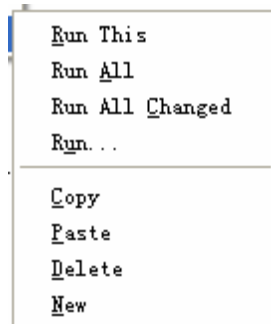 Run This
Run All
Run All Changed
Run...
Copy
Paste
Delete
New